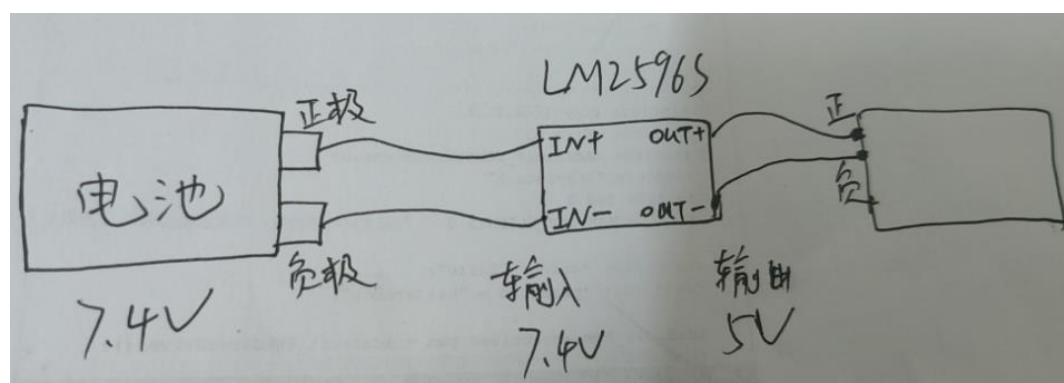 LM2596S
正极
正
IN+ OUT+
电池
负
IN- OUT-
负极
输入
输出
7.4V
7.4V
5V